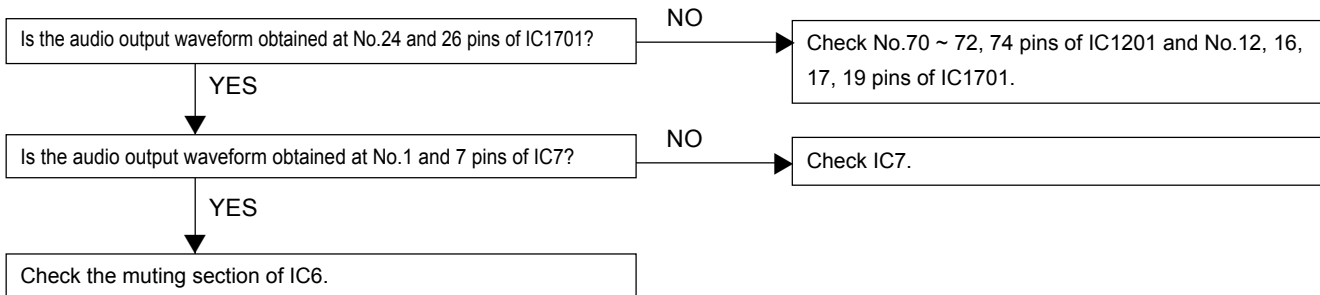 Is the audio output waveform obtained at No.24 and 26 pins of IC1701?
NO
Check No.70 ~ 72, 74 pins of IC1201 and No.12, 16,
17, 19 pins of IC1701.
YES
Is the audio output waveform obtained at No.1 and 7 pins of IC7?
NO
Check IC7.
YES
Check the muting section of IC6.